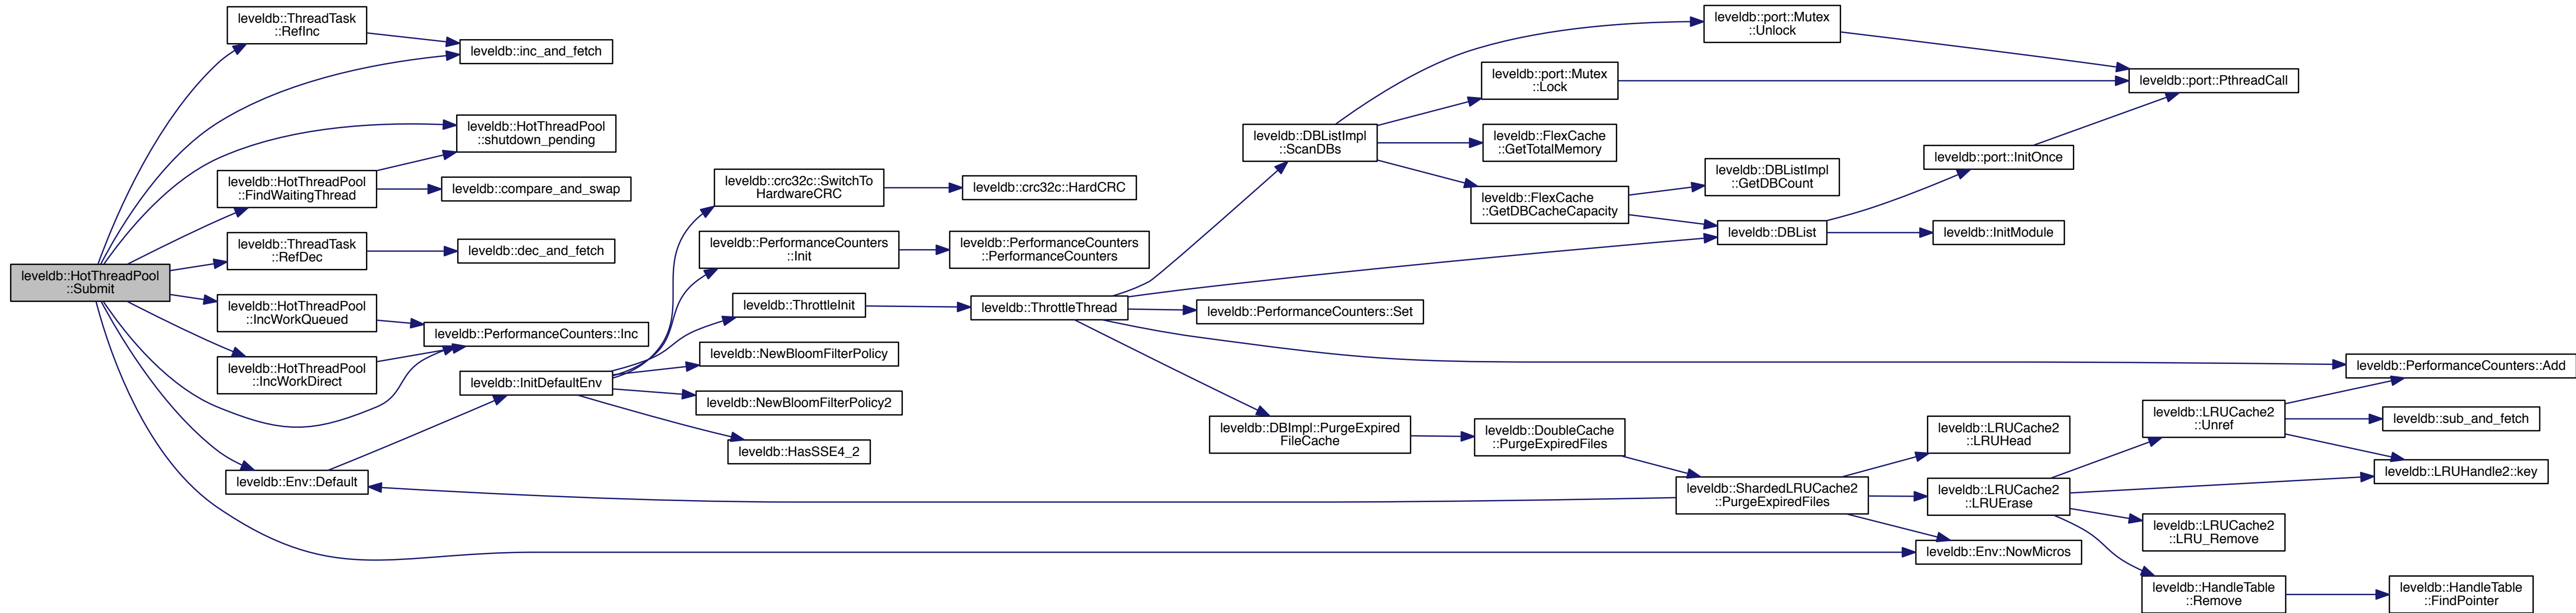 leveldb::HotThreadPool
::Submit
leveldb::ThreadTask
::RefInc
leveldb::inc_and_fetch
leveldb::HotThreadPool
::shutdown_pending
leveldb::HotThreadPool
::FindWaitingThread
leveldb::compare_and_swap
leveldb::ThreadTask
::RefDec
leveldb::dec_and_fetch
leveldb::HotThreadPool
::IncWorkQueued
leveldb::PerformanceCounters::Inc
leveldb::HotThreadPool
::IncWorkDirect
leveldb::Env::Default
leveldb::InitDefaultEnv
leveldb::crc32c::SwitchTo
HardwareCRC
leveldb::crc32c::HardCRC
leveldb::PerformanceCounters
::Init
leveldb::PerformanceCounters
::PerformanceCounters
leveldb::ThrottleInit
leveldb::ThrottleThread
leveldb::NewBloomFilterPolicy
leveldb::NewBloomFilterPolicy2
leveldb::HasSSE4_2
leveldb::DBListImpl
::ScanDBs
leveldb::port::Mutex
::Unlock
leveldb::port::Mutex
::Lock
leveldb::port::PthreadCall
leveldb::FlexCache
::GetTotalMemory
leveldb::FlexCache
::GetDBCacheCapacity
leveldb::DBListImpl
::GetDBCount
leveldb::DBList
leveldb::port::InitOnce
leveldb::InitModule
leveldb::PerformanceCounters::Set
leveldb::PerformanceCounters::Add
leveldb::DBImpl::PurgeExpired
FileCache
leveldb::DoubleCache
::PurgeExpiredFiles
leveldb::ShardedLRUCache2
::PurgeExpiredFiles
leveldb::LRUCache2
::LRUHead
leveldb::LRUCache2
::LRUErase
leveldb::Env::NowMicros
leveldb::LRUCache2
::Unref
leveldb::sub_and_fetch
leveldb::LRUHandle2::key
leveldb::LRUCache2
::LRU_Remove
leveldb::HandleTable
::Remove
leveldb::HandleTable
::FindPointer